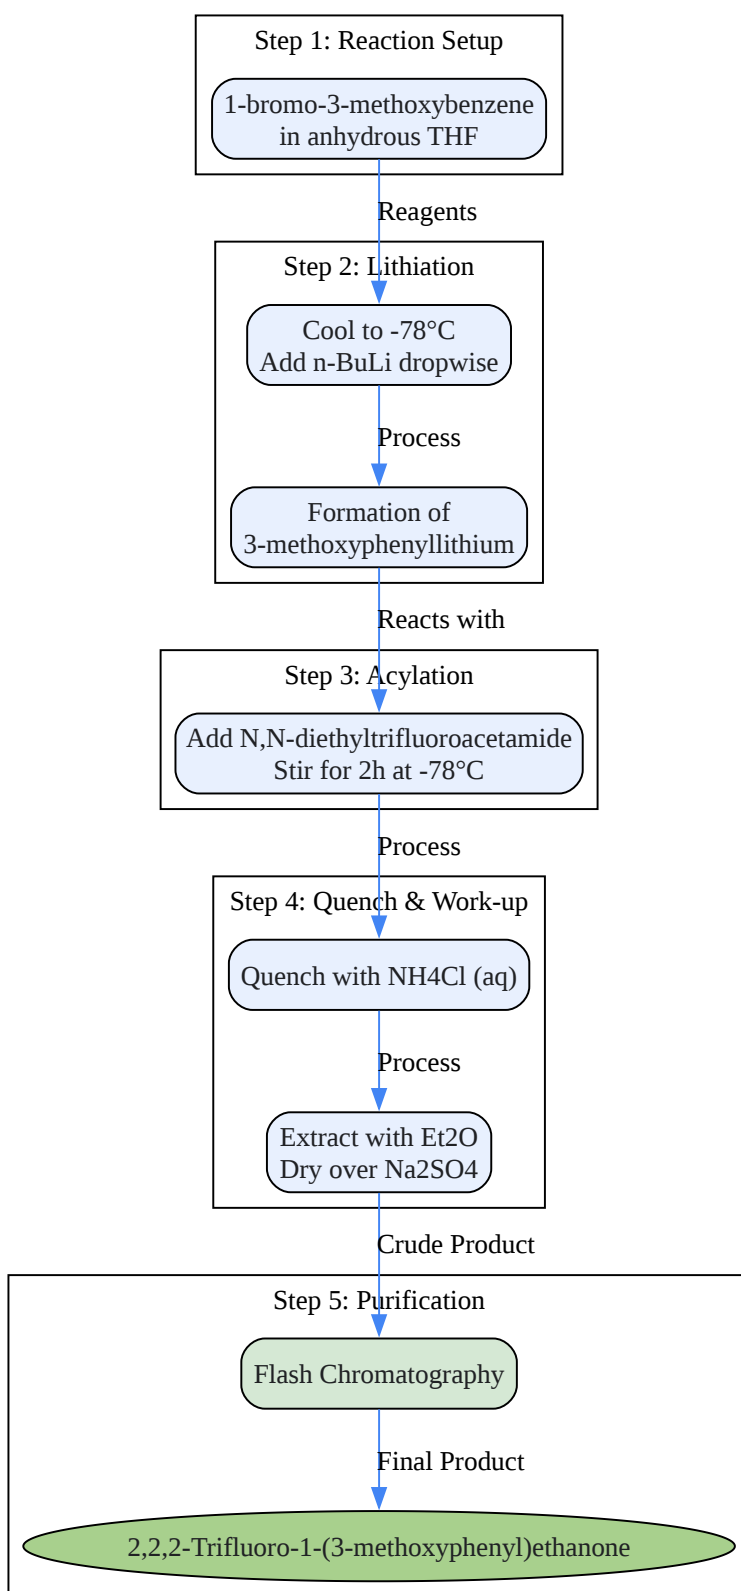 Step 1: Reaction Setup
1-bromo-3-methoxybenzene
in anhydrous THF
Reagents
Step 2: Lithiation
Cool to -78°C
Add n-BuLi dropwise
Process
Formation of
3-methoxyphenyllithium
Reacts with
Step 3: Acylation
Add N,N-diethyltrifluoroacetamide
Stir for 2h at -78°C
Process
Step 4: Quench & Work-up
Quench with NH4Cl (aq)
Process
Extract with Et2O
Dry over Na2SO4
Crude Product
Step 5: Purification
Flash Chromatography
Final Product
2,2,2-Trifluoro-1-(3-methoxyphenyl)ethanone